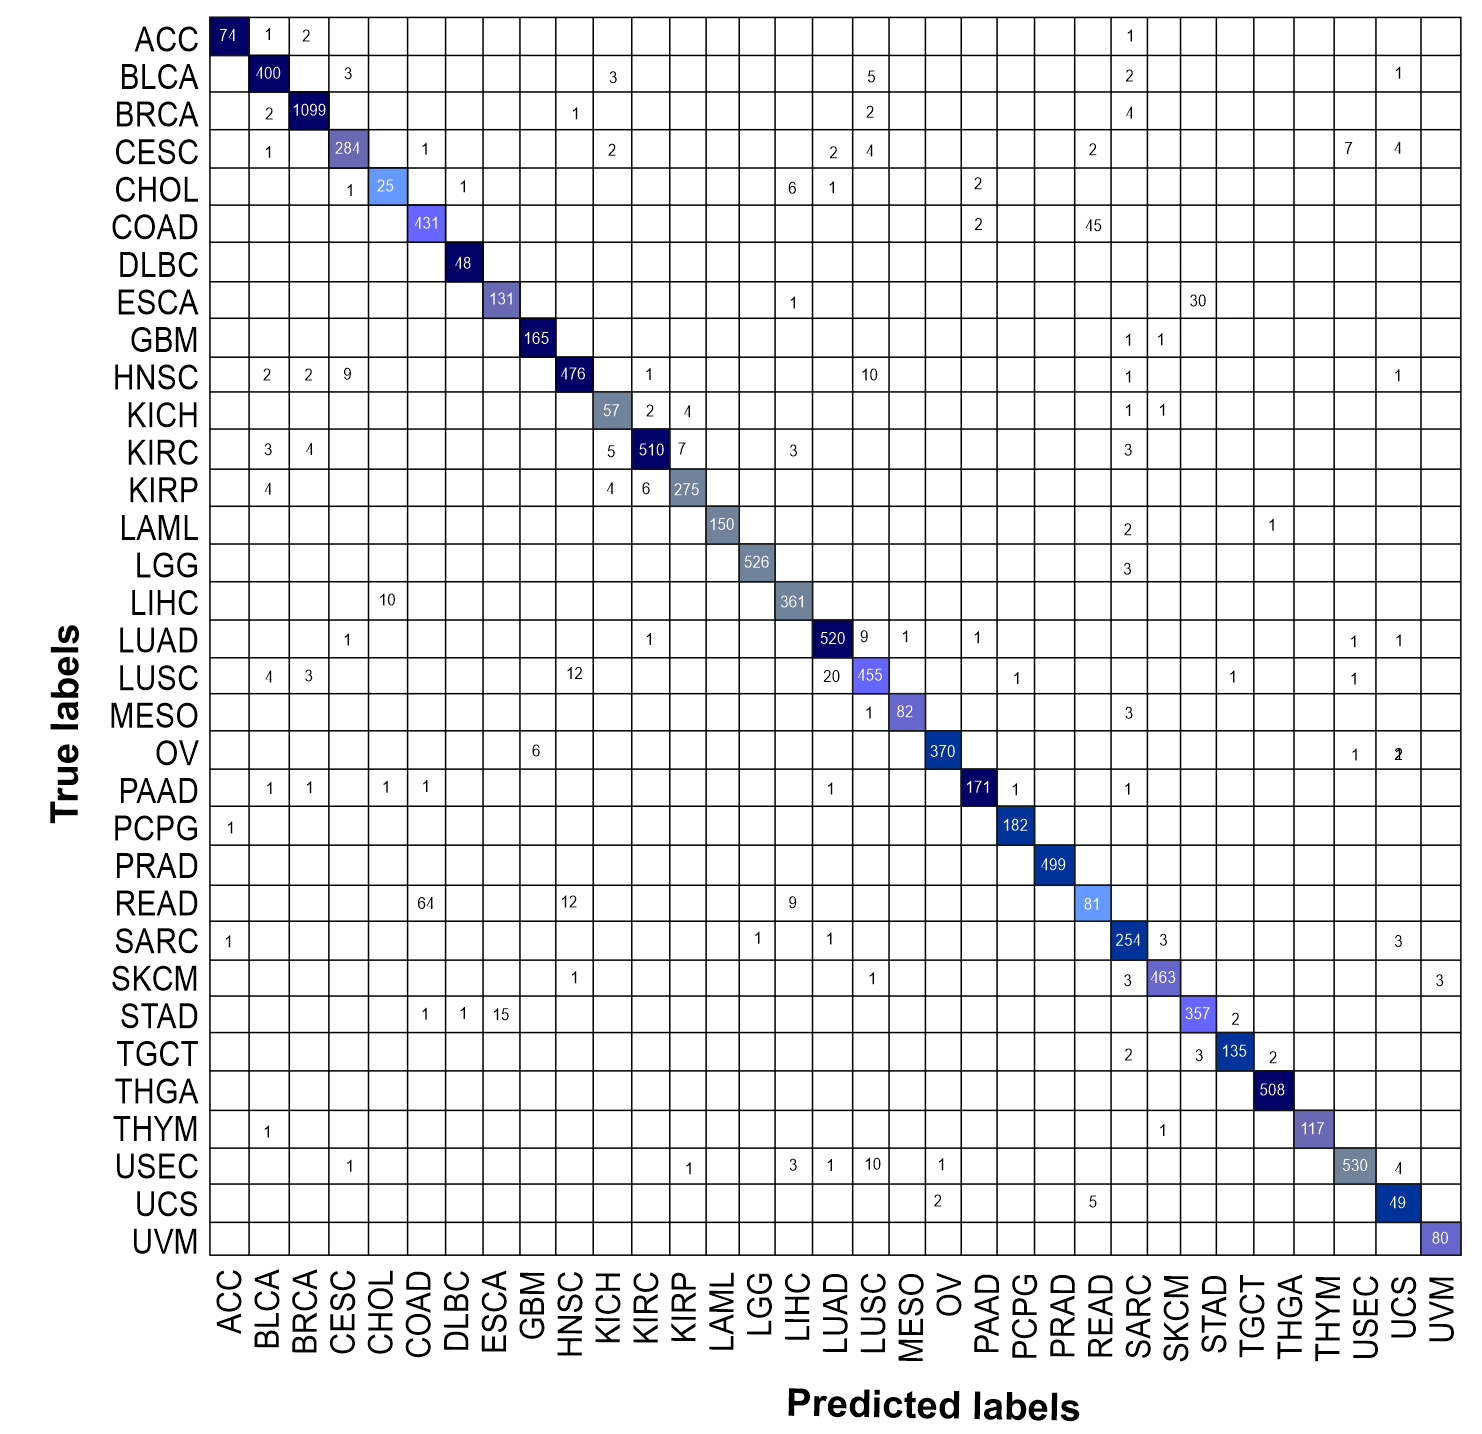 ACC 74 1 2 1
BLCA 400 3 3 5 2 1
BRCA 2 1099 1 2 4
CESC 1 284 1 2 2 4 2 7 4
CHOL 1 25 1 6 1 2
COAD 431 2 45
DLBC 48
ESCA 131 1 30
GBM 165 1 1
HNSC 2 2 9 476 1 10 1 1
KICH 57 2 4 1 1
KIRC 3 4 5 510 7 3 3
KIRP 4 4 6 275
LAML 150 2 1
LGG 526 3
LIHC 10 361
LUAD 1 1 520 9 1 1 1 1
LUSC 4 3 12 20 455 1 1 1
MESO 1 82 3
OV 6 370 1
PAAD 1 1 1 1 1 171 1 1
PCPG 1 182
PRAD 499
READ 64 12 9 81
SARC 1 1 1 254 3 3
SKCM 1 1 3 463 3
STAD 1 1 15 357 2
TGCT 2 3 135 2
THGA 508
THYM 1 1 117
USEC 1 1 3 1 10 1 530 4
UCS 2 5 49
UVM 80
True labels
ACC BLCA BRCA CESC CHOL COAD DLBC ESCA GBM HNSC KICH KIRC KIRP LAML LGG LIHC LUAD LUSC MESO OV PAAD PCPG PRAD READ SARC SKCM STAD TGCT THGA THYM USEC UCS UVM
Predicted labels